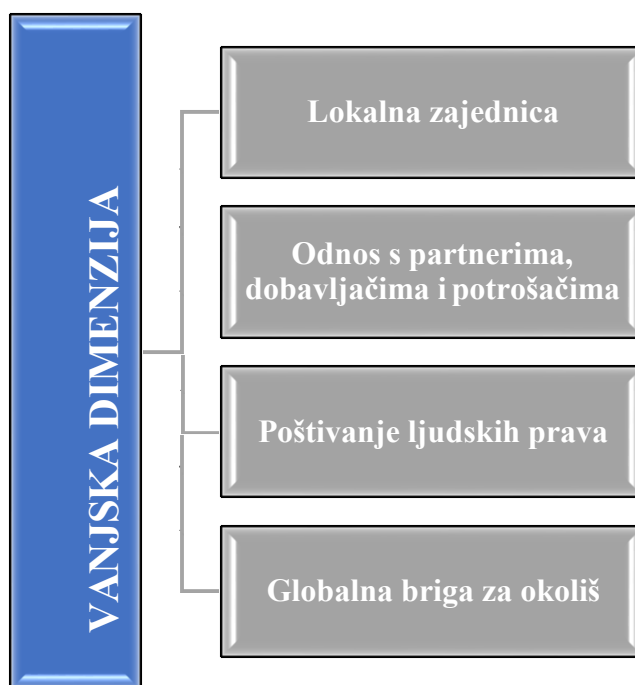 VANJSKA DIMENZIJA
Lokalna zajednica
Odnos s partnerima,
dobavljačima i potrošačima
Poštivanje ljudskih prava
Globalna briga za okoliš